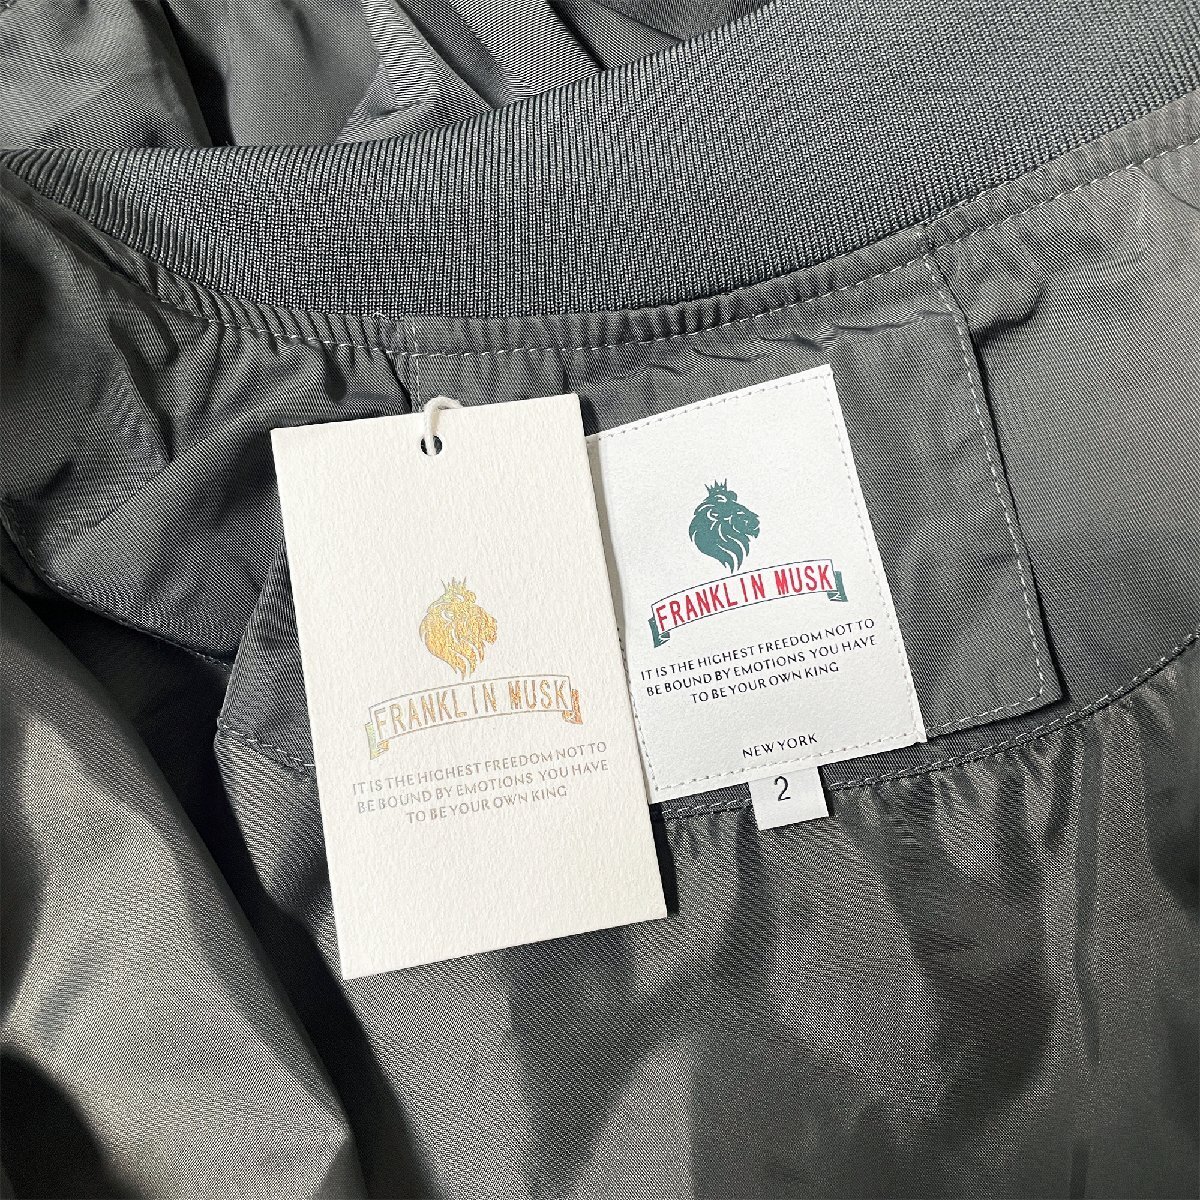 FRANKLIN MUSK
IT IS THE HIGHEST FREEDOM NOT TO
BE BOUND BY EMOTIONS YOU HAVE
TO BE YOUR OWN KING
FRANKLIN MUSK
IT IS THE HIGHEST FREEDOM NOT TO
BE BOUND BY EMOTIONS YOU HAVE
TO BE YOUR OWN KING
NEW YORK
2